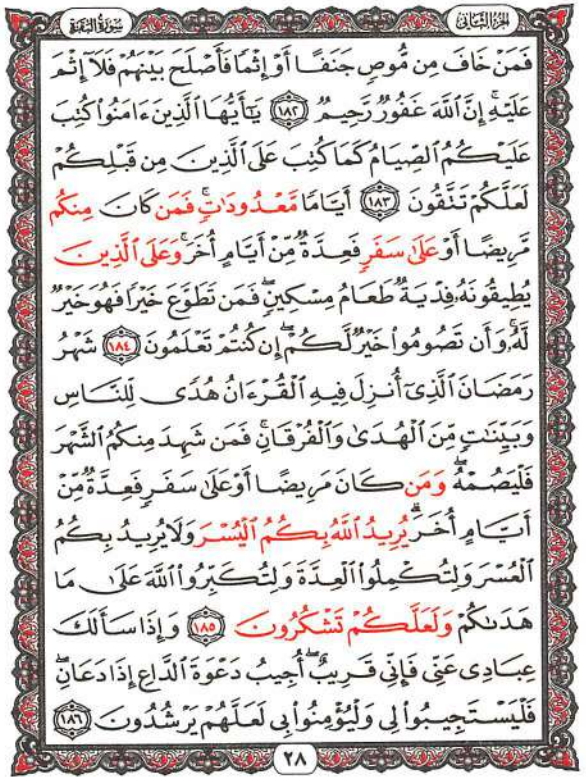 الجزء الثاني سورة البقرة
فَمَنْ خَافَ مِن مُّوصٍ جَنَفًا أَوْ إِثْمًا فَأَصْلَحَ بَيْنَهُمْ فَلَآ إِثْمَ
عَلَيْهِ ۚ إِنَّ ٱللَّهَ غَفُورٌ رَّحِيمٌ ١٨٢ يَٰٓأَيُّهَا ٱلَّذِينَ ءَامَنُوا۟ كُتِبَ
عَلَيْكُمُ ٱلصِّيَامُ كَمَا كُتِبَ عَلَى ٱلَّذِينَ مِن قَبْلِكُمْ
لَعَلَّكُمْ تَتَّقُونَ ١٨٣ أَيَّامًا مَّعْدُودَٰتٍ ۚ فَمَن كَانَ مِنكُم
مَّرِيضًا أَوْ عَلَىٰ سَفَرٍ فَعِدَّةٌ مِّنْ أَيَّامٍ أُخَرَ ۚ وَعَلَى ٱلَّذِينَ
يُطِيقُونَهُۥ فِدْيَةٌ طَعَامُ مِسْكِينٍ ۖ فَمَن تَطَوَّعَ خَيْرًا فَهُوَ خَيْرٌ
لَّهُۥ ۚ وَأَن تَصُومُوا۟ خَيْرٌ لَّكُمْ ۖ إِن كُنتُمْ تَعْلَمُونَ ١٨٤ شَهْرُ
رَمَضَانَ ٱلَّذِىٓ أُنزِلَ فِيهِ ٱلْقُرْءَانُ هُدًى لِّلنَّاسِ
وَبَيِّنَٰتٍ مِّنَ ٱلْهُدَىٰ وَٱلْفُرْقَانِ ۚ فَمَن شَهِدَ مِنكُمُ ٱلشَّهْرَ
فَلْيَصُمْهُ ۖ وَمَن كَانَ مَرِيضًا أَوْ عَلَىٰ سَفَرٍ فَعِدَّةٌ مِّنْ
أَيَّامٍ أُخَرَ ۗ يُرِيدُ ٱللَّهُ بِكُمُ ٱلْيُسْرَ وَلَا يُرِيدُ بِكُمُ
ٱلْعُسْرَ وَلِتُكْمِلُوا۟ ٱلْعِدَّةَ وَلِتُكَبِّرُوا۟ ٱللَّهَ عَلَىٰ مَا
هَدَىٰكُمْ وَلَعَلَّكُمْ تَشْكُرُونَ ١٨٥ وَإِذَا سَأَلَكَ
عِبَادِى عَنِّى فَإِنِّى قَرِيبٌ ۖ أُجِيبُ دَعْوَةَ ٱلدَّاعِ إِذَا دَعَانِ ۖ
فَلْيَسْتَجِيبُوا۟ لِى وَلْيُؤْمِنُوا۟ بِى لَعَلَّهُمْ يَرْشُدُونَ ١٨٦
٢٨